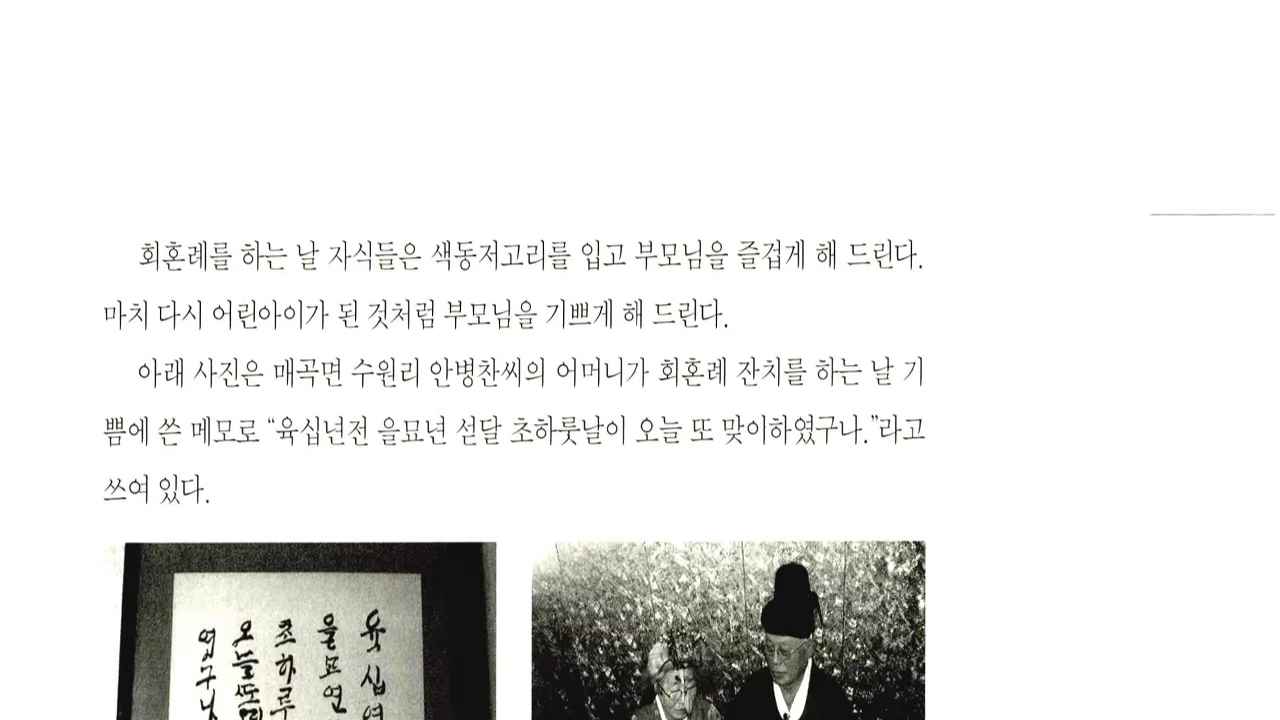 회혼례를 하는 날 자식들은 색동저고리를 입고 부모님을 즐겁게 해 드린다.
마치 다시 어린아이가 된 것처럼 부모님을 기쁘게 해 드린다.
아래 사진은 매곡면 수원리 안병찬씨의 어머니가 회혼례 잔치를 하는 날 기
쁨에 쓴 메모로 “육십년전 을묘년 섣달 초하룻날이 오늘 또 맞이하였구나.”라고
쓰여 있다.
육십
을묘연
초하루
오늘또